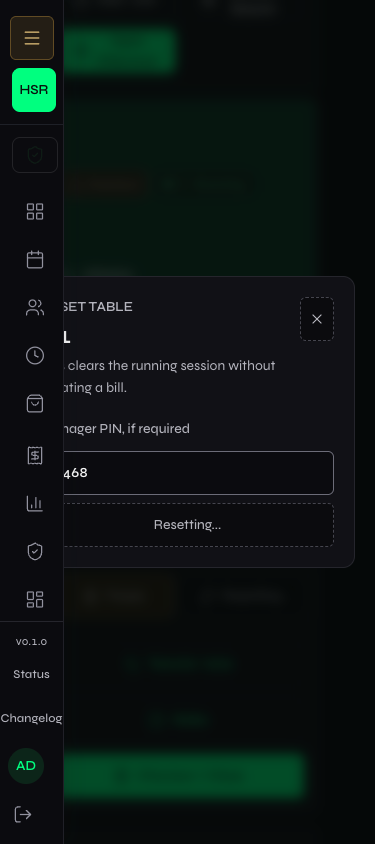 HSR
SET TABLE
L
clears the running session without
ating a bill.
nager PIN, if required
468
Resetting...
v0.1.0
Status
Changelog
AD